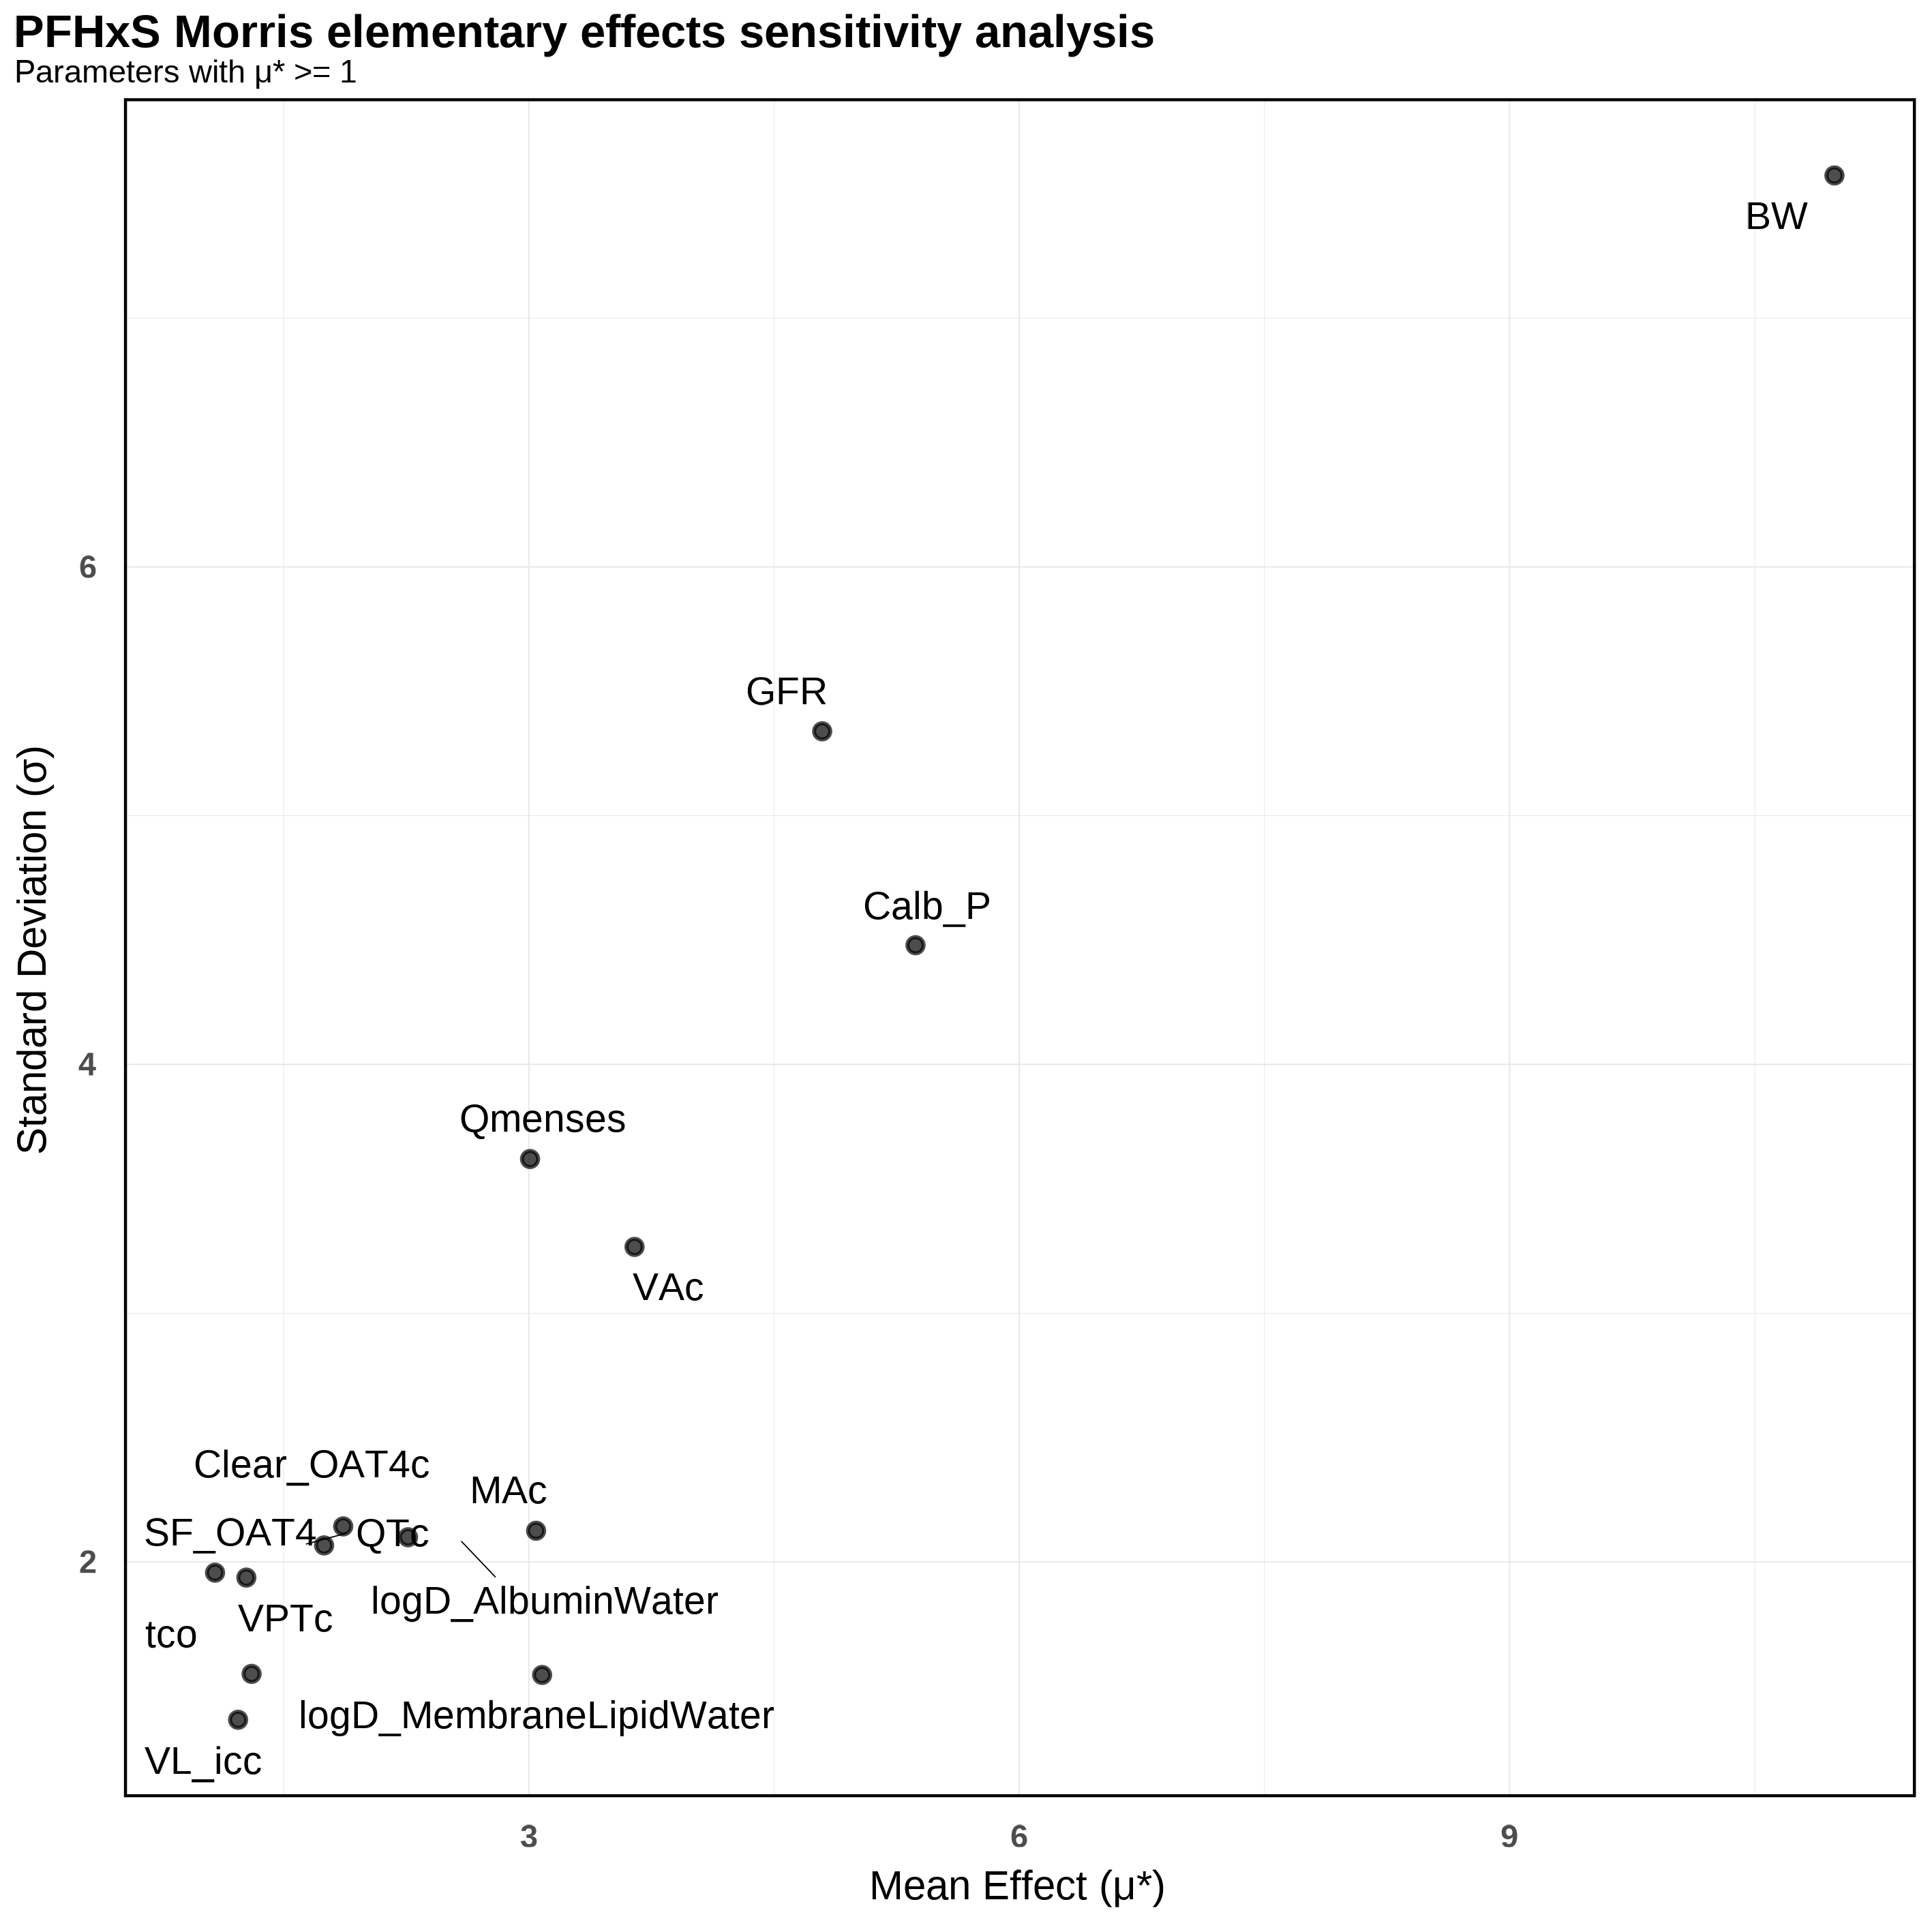 PFHxS Morris elementary effects sensitivity analysis
Parameters with μ* >= 1
BW
6
GFR
Calb_P
Standard Deviation (σ)
4
Qmenses
VAc
Clear_OAT4c
MAc
SF_OAT4
QTc
2
logD_AlbuminWater
VPTc
tco
logD_MembraneLipidWater
VL_icc
3
6
9
Mean Effect (μ*)